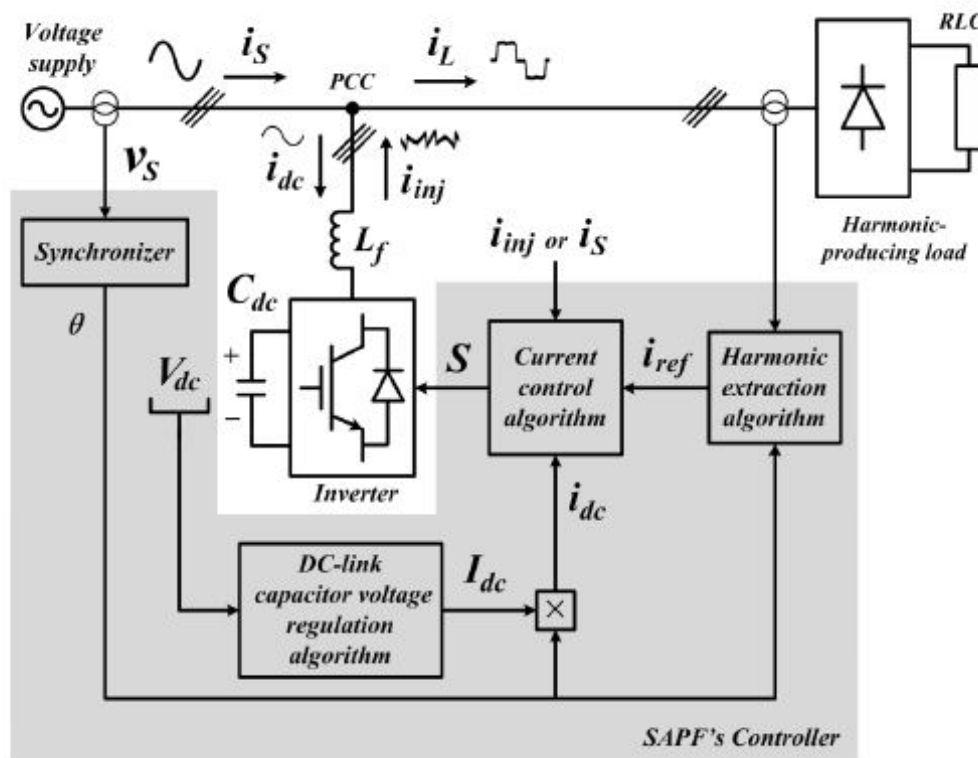 Voltage
supply
i_S
i_L
PCC
RLC
v_S
i_dc
i_inj
L_f
Harmonic-
producing load
Synchronizer
θ
C_dc
+
−
Inverter
i_inj or i_S
S
Current
control
algorithm
i_ref
Harmonic
extraction
algorithm
V_dc
i_dc
DC-link
capacitor voltage
regulation
algorithm
I_dc
×
SAPF's Controller